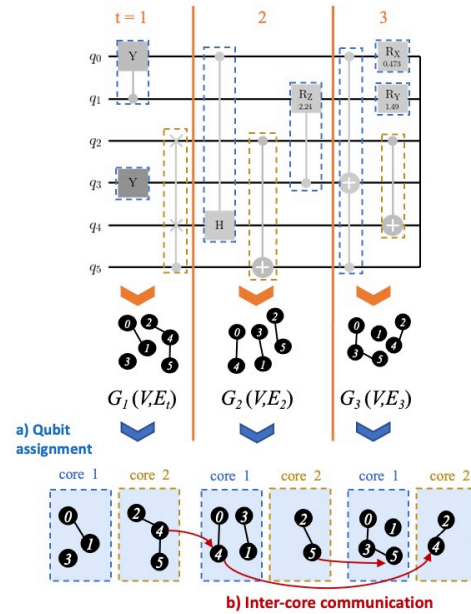 t = 1 2 3
q0 Y RX 0.473
q1 RZ 2.24 RY 1.49
q2
q3 Y
q4 H
q5
0 2 4 1 3 5
0 3 2 4 1 5
2 0 1 4 3 5
G1 (V,Et) G2 (V,E2) G3 (V,E3)
a) Qubit
assignment
core 1 core 2 core 1 core 2 core 1 core 2
0 1 3
2 4 5
0 3 4 1
2 5
0 1 3 5
2 4
b) Inter-core communication